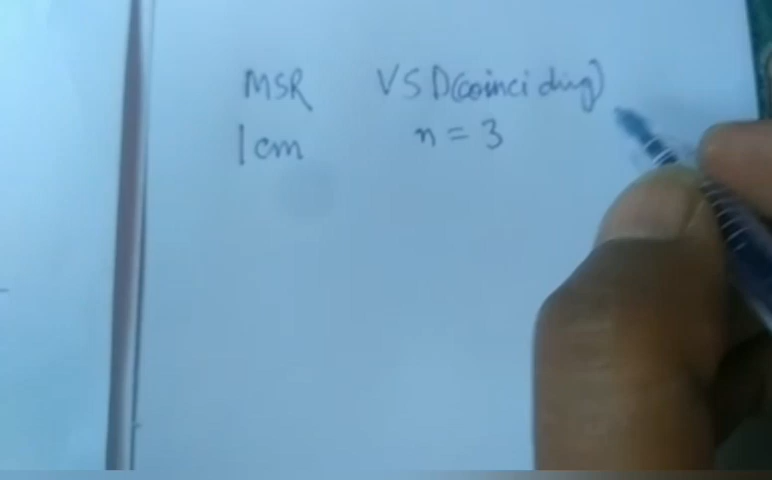 MSR VSD(coinciding)
1cm n = 3